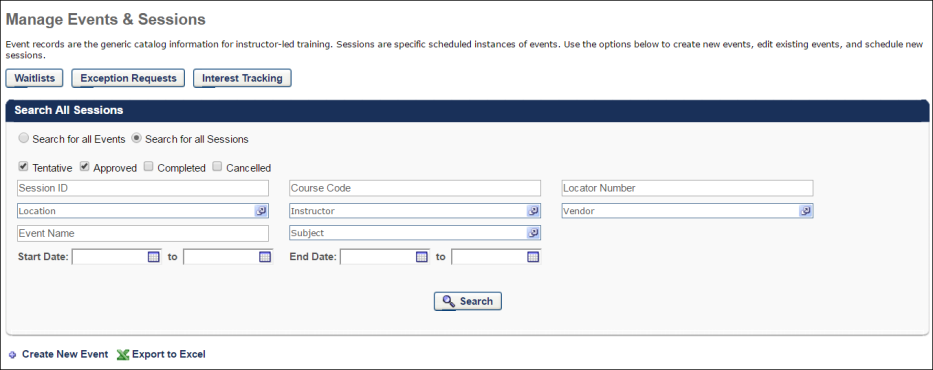 Manage Events & Sessions
Event records are the generic catalog information for instructor-led training. Sessions are specific scheduled instances of events. Use the options below to create new events, edit existing events, and schedule new
sessions.
Waitlists Exception Requests Interest Tracking
Search All Sessions
Search for all Events Search for all Sessions
Tentative Approved Completed Cancelled
Session ID Course Code Locator Number
Location Instructor Vendor
Event Name Subject
Start Date: to End Date: to
Search
Create New Event Export to Excel